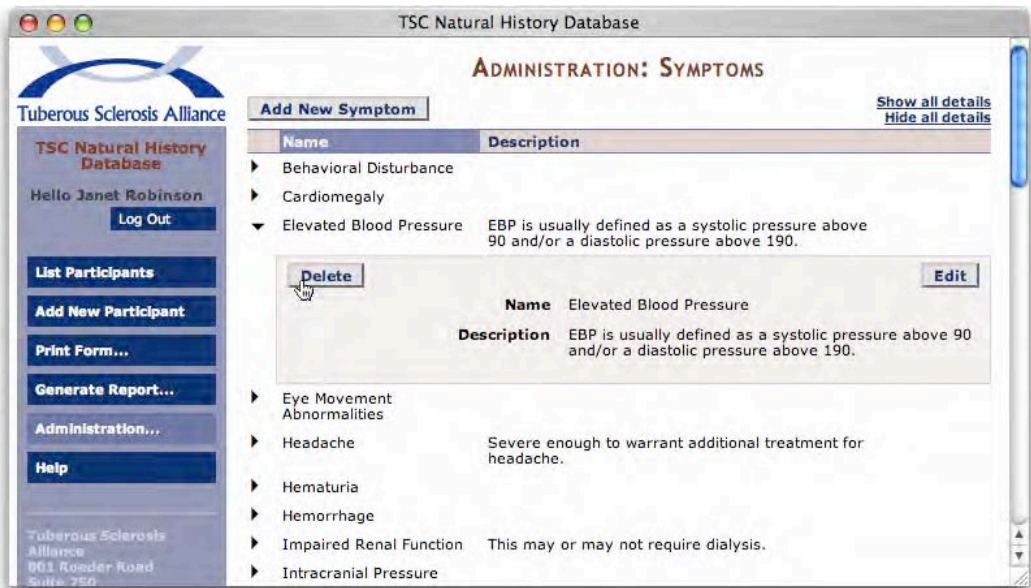 TSC Natural History Database
Tuberous Sclerosis Alliance
TSC Natural History
Database
Hello Janet Robinson
Log Out
List Participants
Add New Participant
Print Form...
Generate Report...
Administration...
Help
Tuberous Sclerosis
Alliance
801 Roeder Road
Suite 750
ADMINISTRATION: SYMPTOMS
Add New Symptom
Show all details
Hide all details
Name Description
Behavioral Disturbance
Cardiomegaly
Elevated Blood Pressure EBP is usually defined as a systolic pressure above
90 and/or a diastolic pressure above 190.
Delete Edit
Name Elevated Blood Pressure
Description EBP is usually defined as a systolic pressure above 90
and/or a diastolic pressure above 190.
Eye Movement
Abnormalities
Headache Severe enough to warrant additional treatment for
headache.
Hematuria
Hemorrhage
Impaired Renal Function This may or may not require dialysis.
Intracranial Pressure